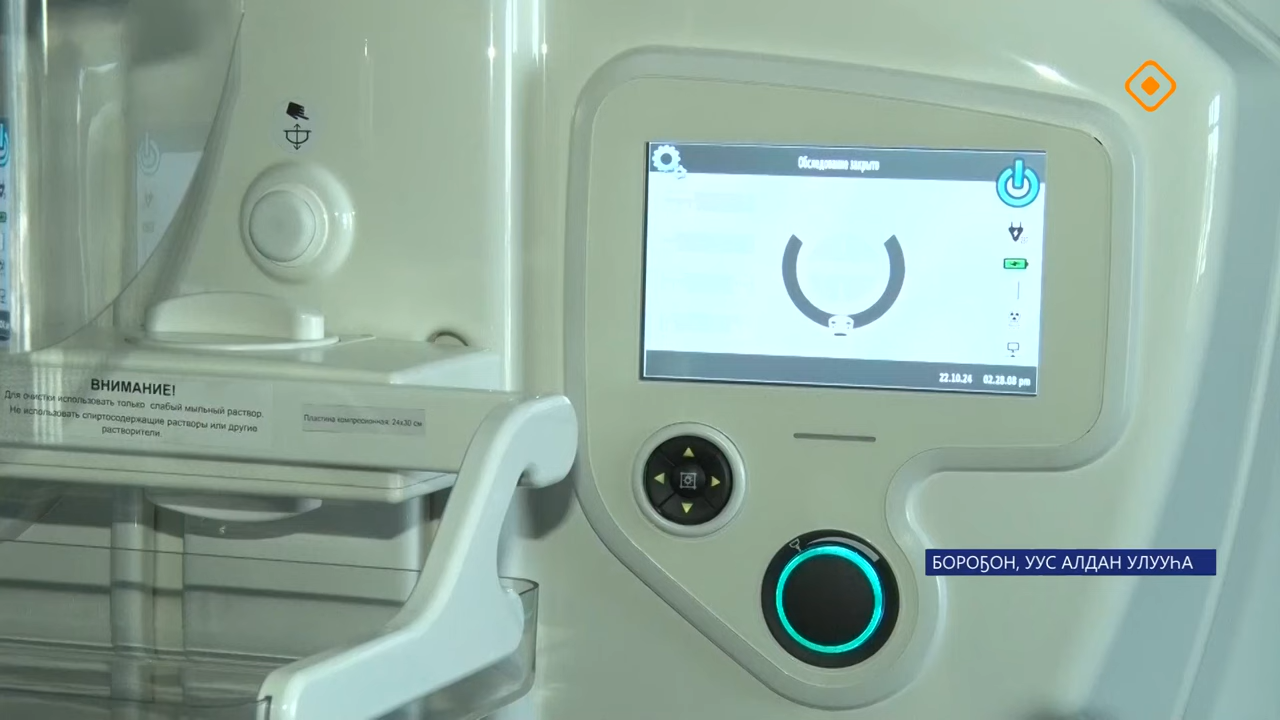 Обследование закрыто
22.10.24 02.28.08 pm
ВНИМАНИЕ!
Для очистки использовать только слабый мыльный раствор.
Не использовать спиртосодержащие растворы или другие
растворители.
Пластина компрессионная 24x30 см
БОРОҔОН, УУС АЛДАН УЛУУҺА